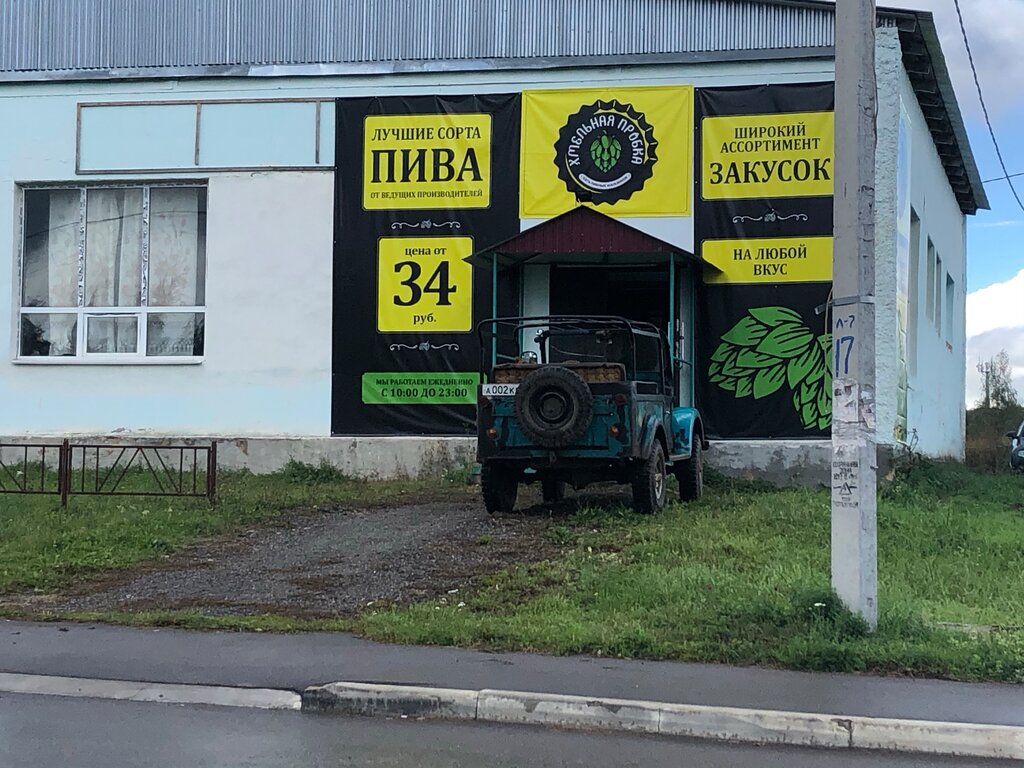 ЛУЧШИЕ СОРТА
ПИВА
ОТ ВЕДУЩИХ ПРОИЗВОДИТЕЛЕЙ
цена от
34
руб.
МЫ РАБОТАЕМ ЕЖЕДНЕВНО
С 10:00 ДО 23:00
ХМЕЛЬНАЯ ПРОБКА
ШИРОКИЙ
АССОРТИМЕНТ
ЗАКУСОК
НА ЛЮБОЙ
ВКУС
А002К
Л-7
17